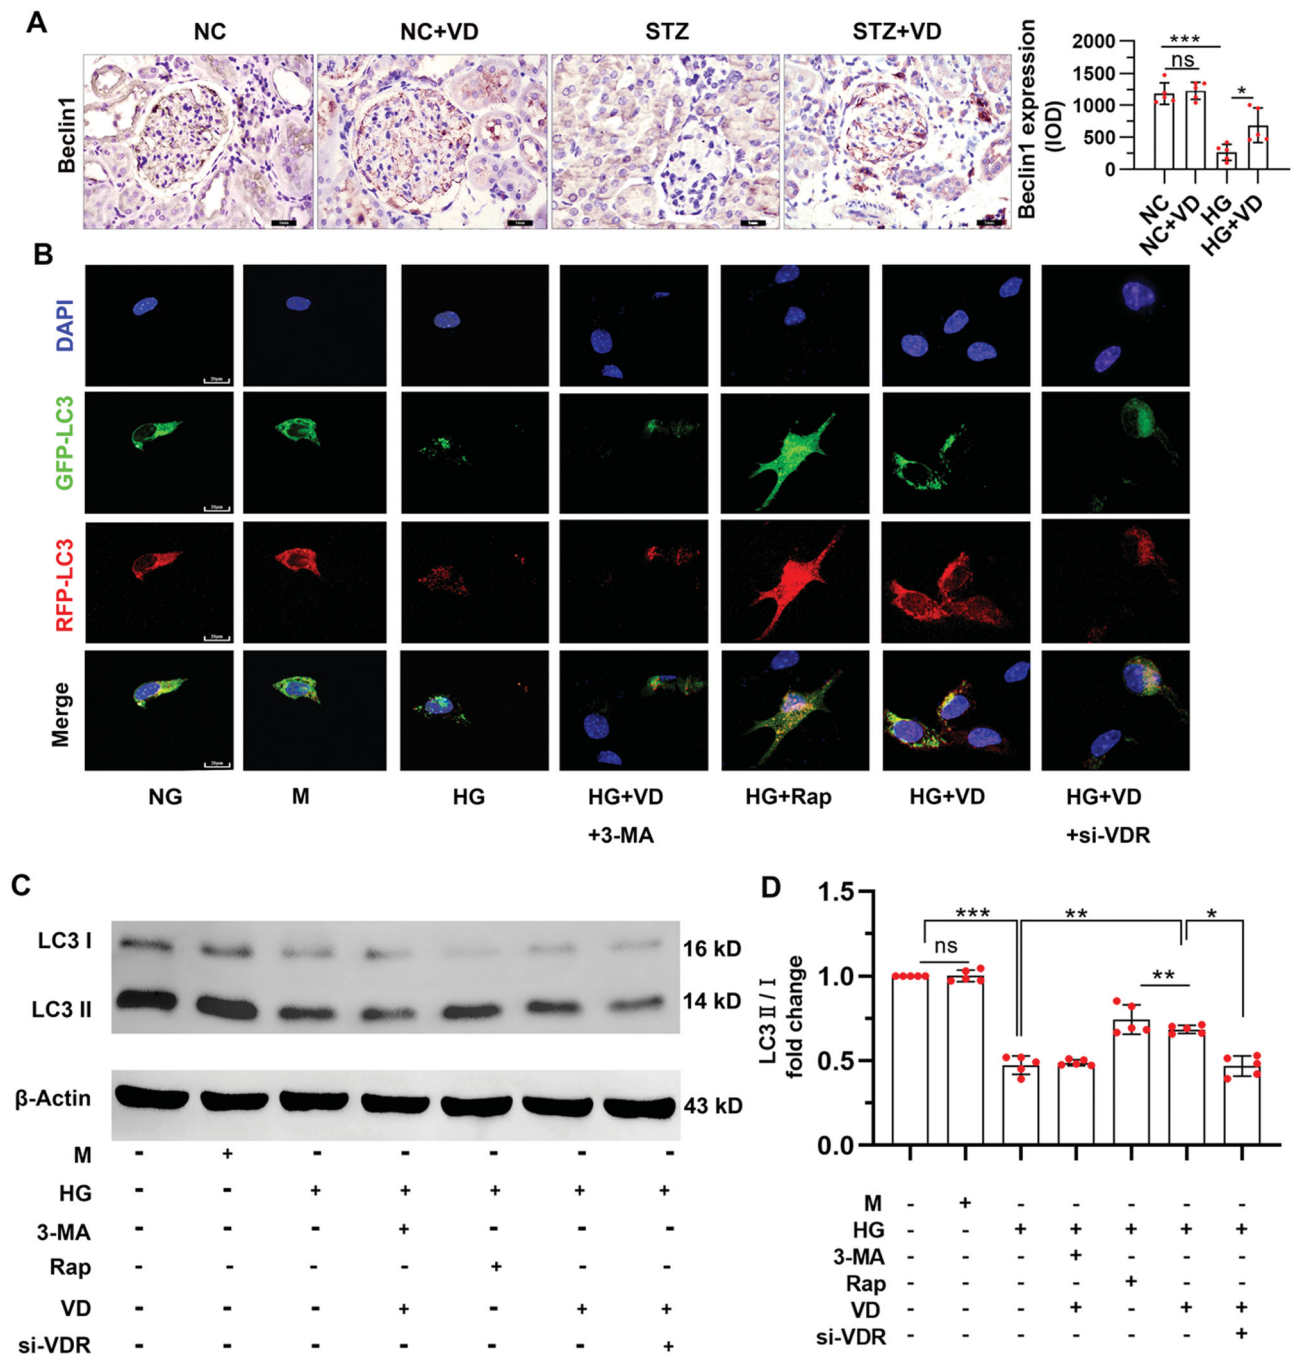 A
NC
NC+VD
STZ
STZ+VD
Beclin1
Beclin1 expression
(IOD)
2000
1500
1000
500
0
***
ns
*
NC
NC+VD
HG
HG+VD
B
DAPI
GFP-LC3
RFP-LC3
Merge
20μm
20μm
20μm
20μm
NG
M
HG
HG+VD
+3-MA
HG+Rap
HG+VD
HG+VD
+si-VDR
C
LC3 I
LC3 II
β-Actin
16 kD
14 kD
43 kD
M - + - - - - -
HG - - + + + + +
3-MA - - - + - - -
Rap - - - - + - -
VD - - - + - + +
si-VDR - - - - - - +
D
LC3 II / I
fold change
1.5
1.0
0.5
0.0
*** ** *
ns
**
M - + - - - - -
HG - - + + + + +
3-MA - - - + - - -
Rap - - - - + - -
VD - - - + - + +
si-VDR - - - - - - +